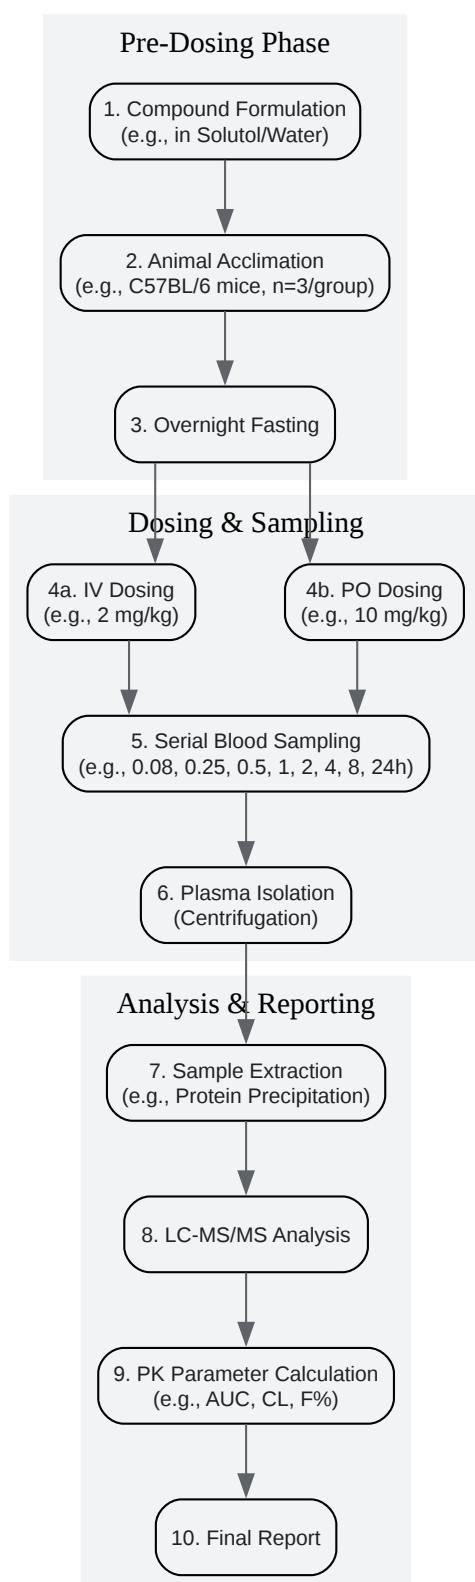 Pre-Dosing Phase
1. Compound Formulation
(e.g., in Solutol/Water)
2. Animal Acclimation
(e.g., C57BL/6 mice, n=3/group)
3. Overnight Fasting
Dosing & Sampling
4a. IV Dosing
(e.g., 2 mg/kg)
4b. PO Dosing
(e.g., 10 mg/kg)
5. Serial Blood Sampling
(e.g., 0.08, 0.25, 0.5, 1, 2, 4, 8, 24h)
6. Plasma Isolation
(Centrifugation)
Analysis & Reporting
7. Sample Extraction
(e.g., Protein Precipitation)
8. LC-MS/MS Analysis
9. PK Parameter Calculation
(e.g., AUC, CL, F%)
10. Final Report